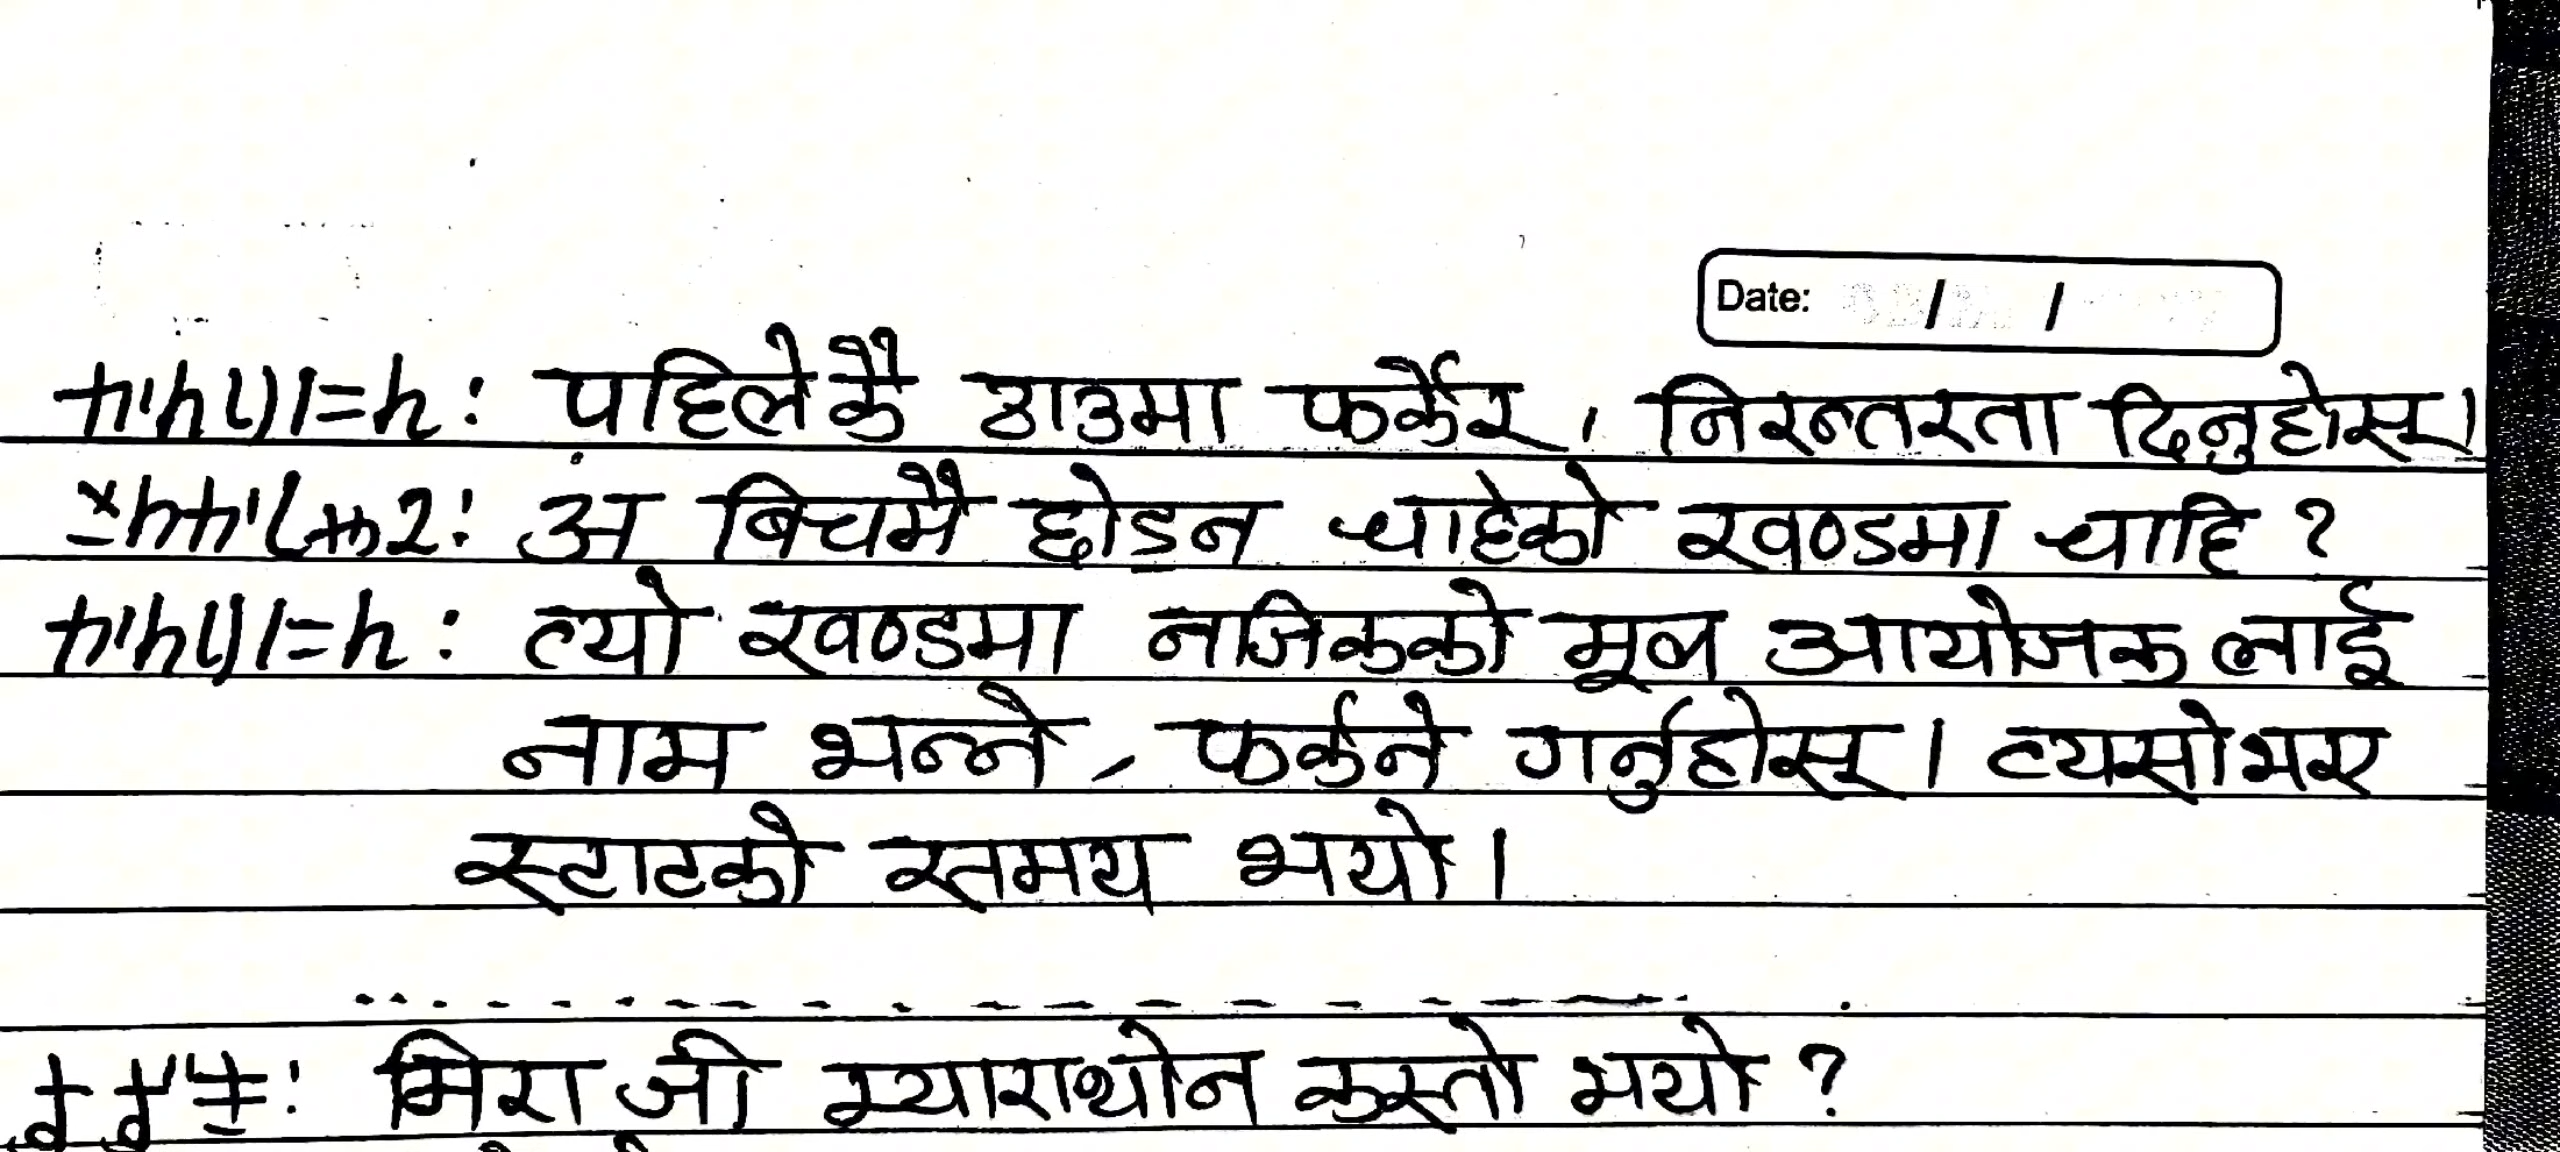 Date: / /
पहिलेकै ठाउमा फर्केर, निरन्तरता दिनुहोस्।
अ बिचमै छोड्न चाहेको खण्डमा चाहि ?
त्यो खण्डमा नजिकको मूल आयोजक लाई
नाम भन्ने, फर्कने गर्नुहोस्। त्यसोभए
स्टाटको समय भयो।
मिरा जी म्याराथोन कस्तो भयो ?